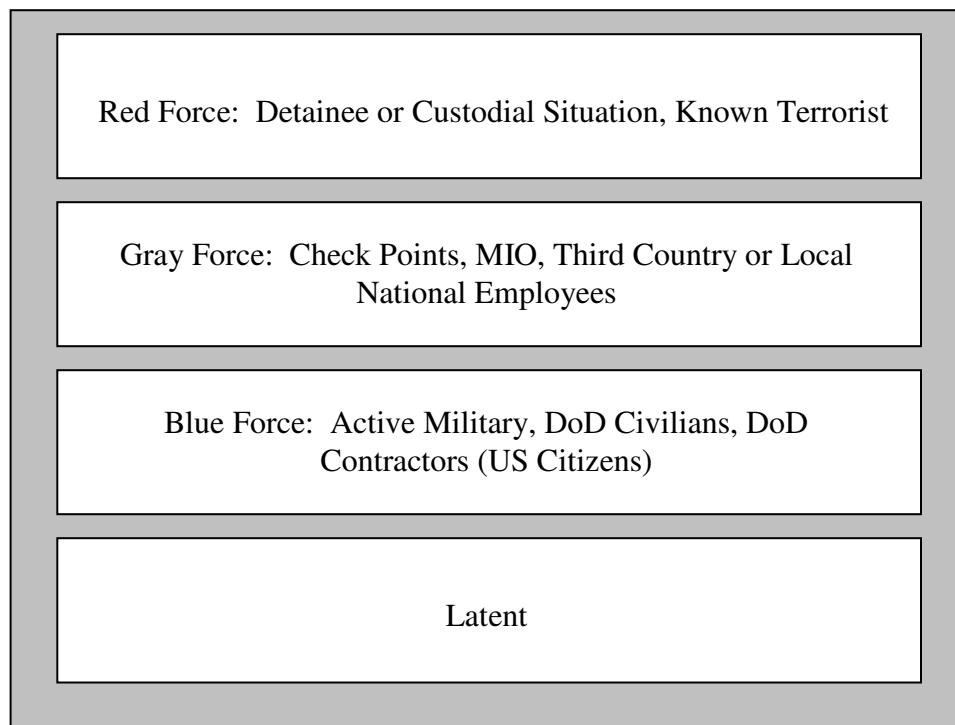 Red Force:  Detainee or Custodial Situation, Known Terrorist
Gray Force:  Check Points, MIO, Third Country or Local
National Employees
Blue Force:  Active Military, DoD Civilians, DoD
Contractors (US Citizens)
Latent